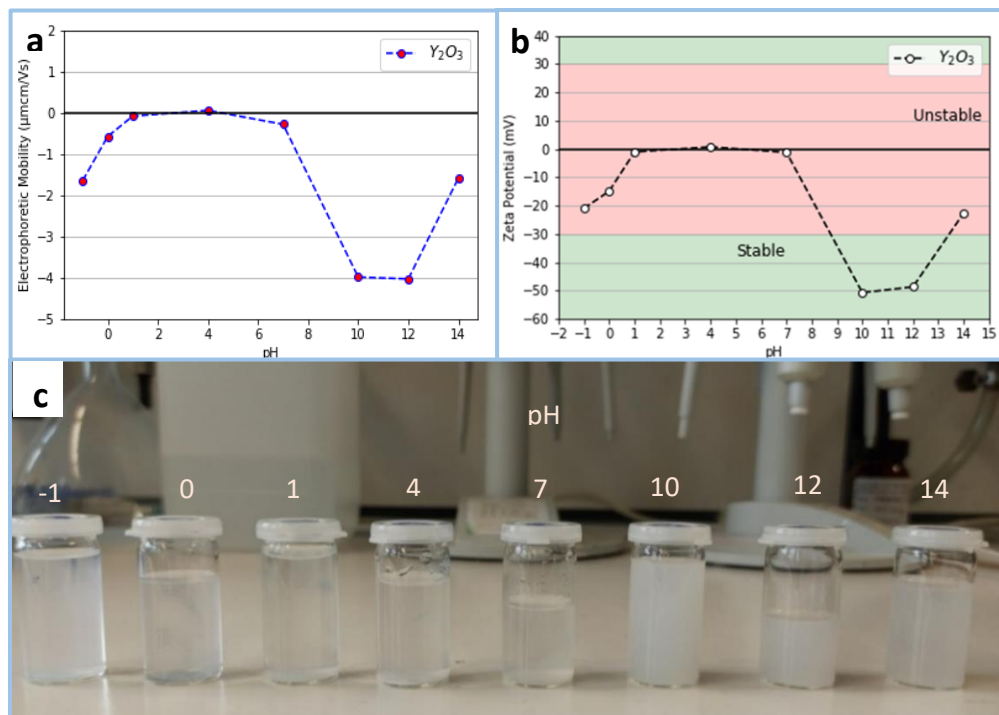 a
Electrophoretic Mobility (μmcm/Vs)
2
1
0
−1
−2
−3
−4
−5
Y₂O₃
0 2 4 6 8 10 12 14
pH
b
Zeta Potential (mV)
40
30
20
10
0
−10
−20
−30
−40
−50
−60
Y₂O₃
Unstable
Stable
−2 −1 0 1 2 3 4 5 6 7 8 9 10 11 12 13 14 15
pH
c
pH
-1 0 1 4 7 10 12 14